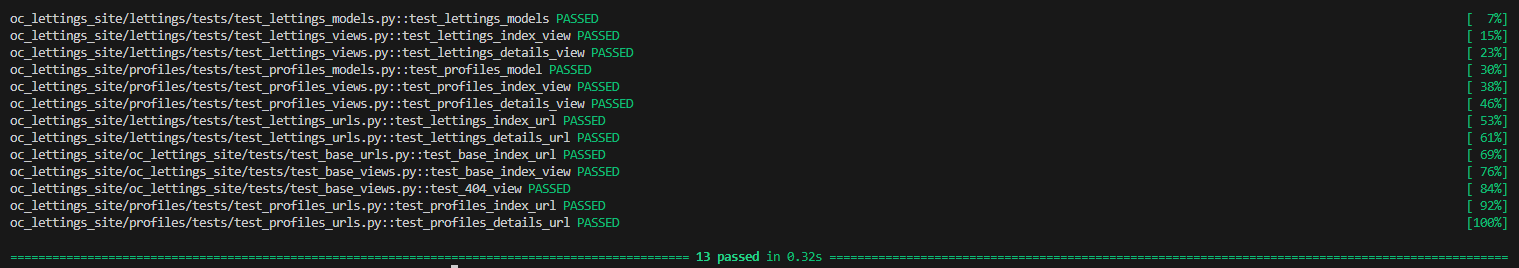 oc_lettings_site/lettings/tests/test_lettings_models.py::test_lettings_models PASSED [  7%]
oc_lettings_site/lettings/tests/test_lettings_views.py::test_lettings_index_view PASSED [ 15%]
oc_lettings_site/lettings/tests/test_lettings_views.py::test_lettings_details_view PASSED [ 23%]
oc_lettings_site/profiles/tests/test_profiles_models.py::test_profiles_model PASSED [ 30%]
oc_lettings_site/profiles/tests/test_profiles_views.py::test_profiles_index_view PASSED [ 38%]
oc_lettings_site/profiles/tests/test_profiles_views.py::test_profiles_details_view PASSED [ 46%]
oc_lettings_site/lettings/tests/test_lettings_urls.py::test_lettings_index_url PASSED [ 53%]
oc_lettings_site/lettings/tests/test_lettings_urls.py::test_lettings_details_url PASSED [ 61%]
oc_lettings_site/oc_lettings_site/tests/test_base_urls.py::test_base_index_url PASSED [ 69%]
oc_lettings_site/oc_lettings_site/tests/test_base_views.py::test_base_index_view PASSED [ 76%]
oc_lettings_site/oc_lettings_site/tests/test_base_views.py::test_404_view PASSED [ 84%]
oc_lettings_site/profiles/tests/test_profiles_urls.py::test_profiles_index_url PASSED [ 92%]
oc_lettings_site/profiles/tests/test_profiles_urls.py::test_profiles_details_url PASSED [100%]
================================================================================================= 13 passed in 0.32s =================================================================================================